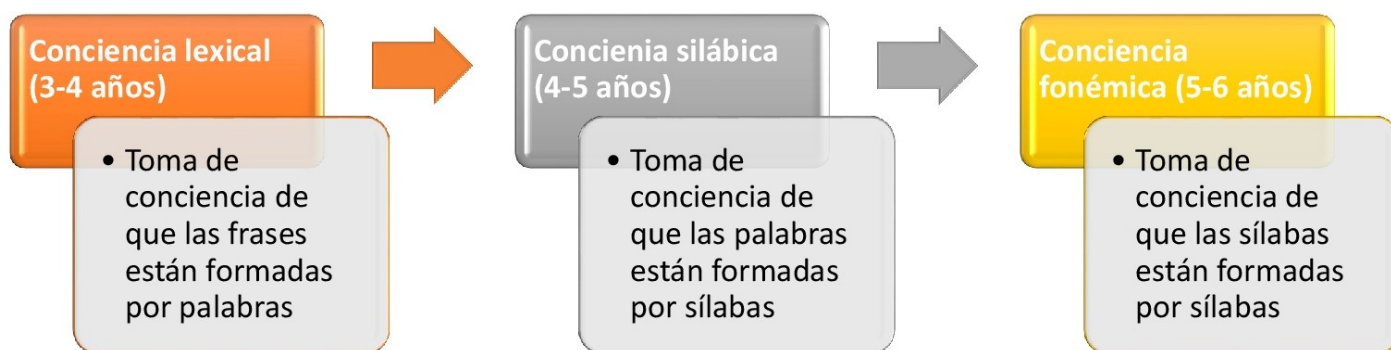 Conciencia lexical
(3-4 años)
• Toma de
conciencia de
que las frases
están formadas
por palabras
Concienia silábica
(4-5 años)
• Toma de
conciencia de
que las palabras
están formadas
por sílabas
Conciencia
fonémica (5-6 años)
• Toma de
conciencia de
que las sílabas
están formadas
por sílabas